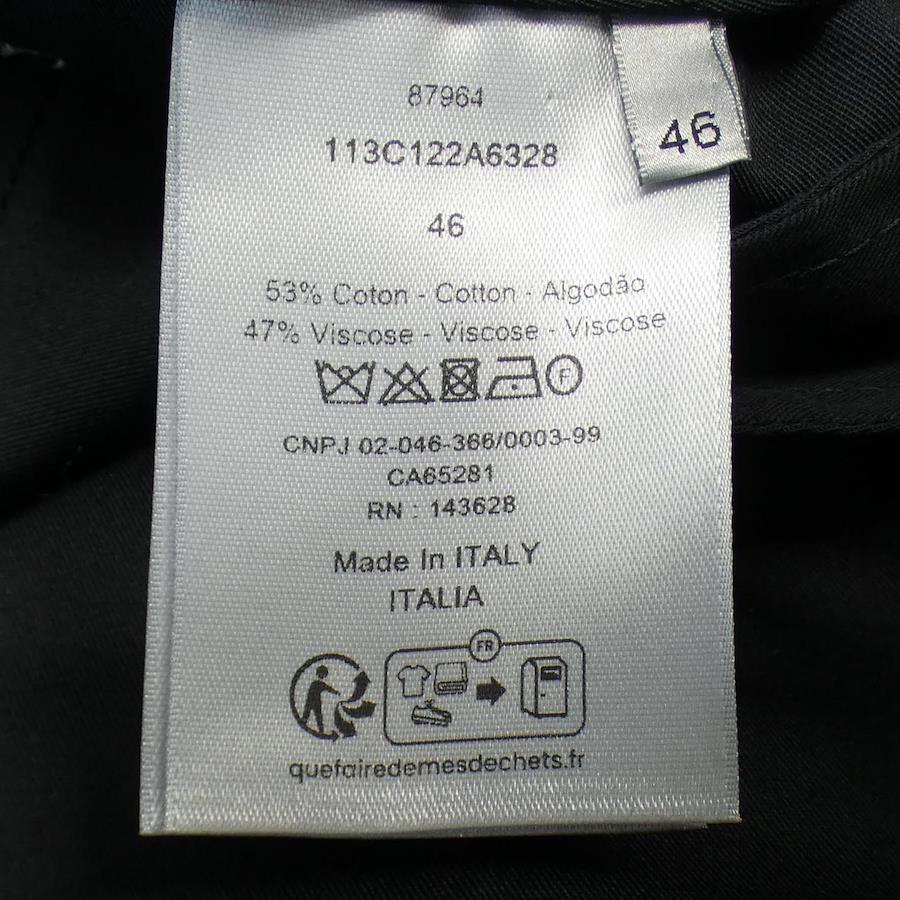 87964
113C122A6328
46
46
53% Coton - Cotton - Algodão
47% Viscose - Viscose - Viscose
F
CNPJ 02-046-366/0003-99
CA65281
RN : 143628
Made In ITALY
ITALIA
FR
quefairedemesdechets.fr